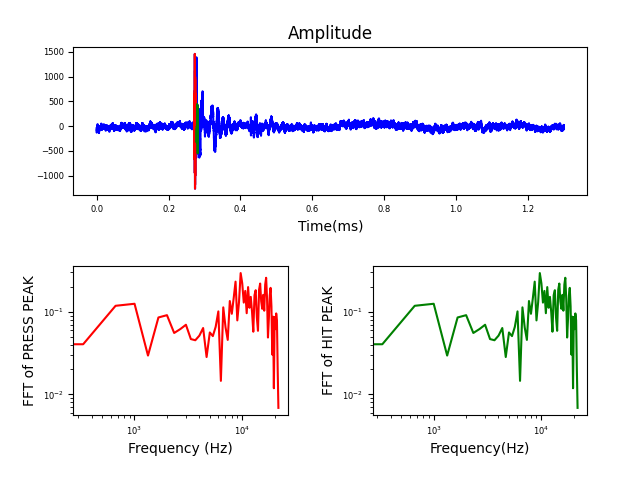 Amplitude
1500
1000
500
0
−500
−1000
0.0 0.2 0.4 0.6 0.8 1.0 1.2
Time(ms)
FFT of PRESS PEAK
10⁻¹
10⁻²
10³ 10⁴
Frequency (Hz)
FFT of HIT PEAK
10⁻¹
10⁻²
10³ 10⁴
Frequency(Hz)